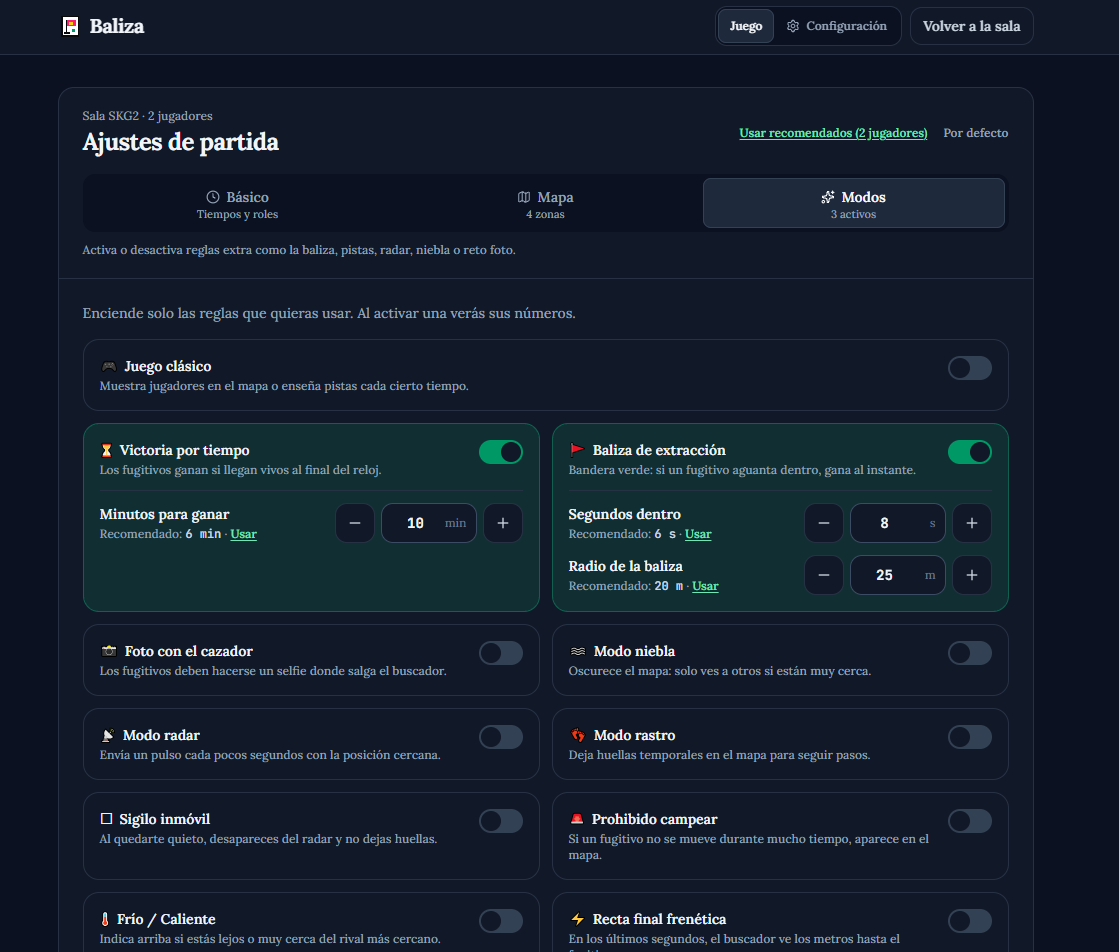 Baliza
Juego
Configuración
Volver a la sala
Sala SKG2 · 2 jugadores
Ajustes de partida
Usar recomendados (2 jugadores)
Por defecto
Básico
Tiempos y roles
Mapa
4 zonas
Modos
3 activos
Activa o desactiva reglas extra como la baliza, pistas, radar, niebla o reto foto.
Enciende solo las reglas que quieras usar. Al activar una verás sus números.
Juego clásico
Muestra jugadores en el mapa o enseña pistas cada cierto tiempo.
Victoria por tiempo
Los fugitivos ganan si llegan vivos al final del reloj.
Minutos para ganar
Recomendado: 6 min · Usar
− 10 min +
Baliza de extracción
Bandera verde: si un fugitivo aguanta dentro, gana al instante.
Segundos dentro
Recomendado: 6 s · Usar
− 8 s +
Radio de la baliza
Recomendado: 20 m · Usar
− 25 m +
Foto con el cazador
Los fugitivos deben hacerse un selfie donde salga el buscador.
Modo niebla
Oscurece el mapa: solo ves a otros si están muy cerca.
Modo radar
Envía un pulso cada pocos segundos con la posición cercana.
Modo rastro
Deja huellas temporales en el mapa para seguir pasos.
Sigilo inmóvil
Al quedarte quieto, desapareces del radar y no dejas huellas.
Prohibido campear
Si un fugitivo no se mueve durante mucho tiempo, aparece en el
mapa.
Frío / Caliente
Indica arriba si estás lejos o muy cerca del rival más cercano.
Recta final frenética
En los últimos segundos, el buscador ve los metros hasta el